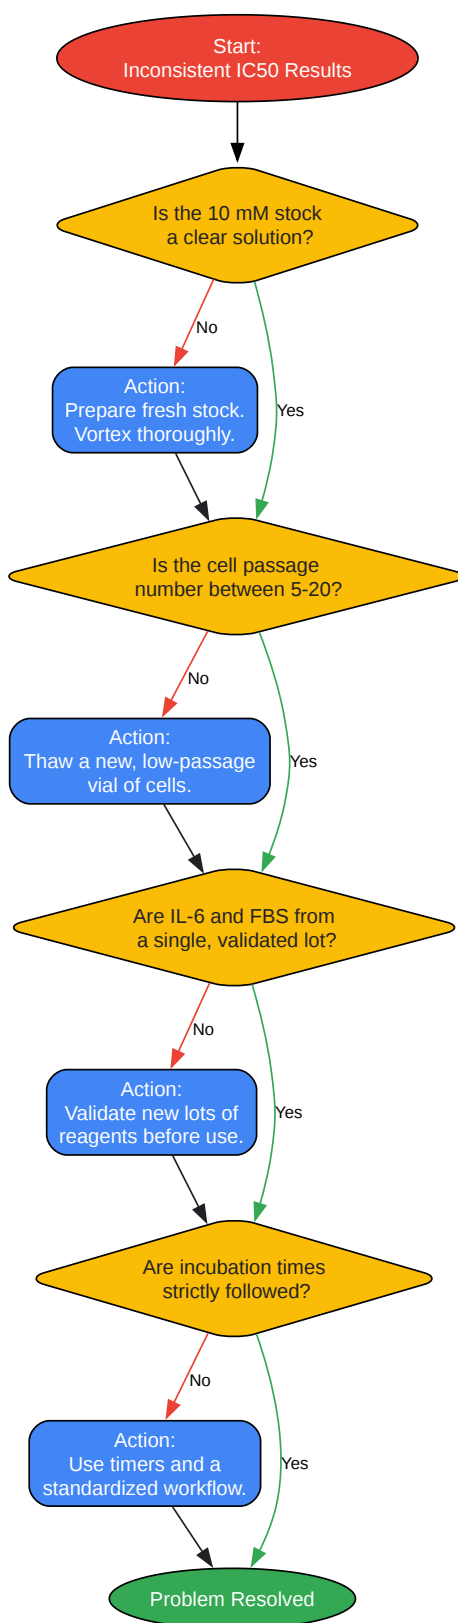 Start:
Inconsistent IC50 Results
Is the 10 mM stock
a clear solution?
No
Yes
Action:
Prepare fresh stock.
Vortex thoroughly.
Is the cell passage
number between 5-20?
No
Yes
Action:
Thaw a new, low-passage
vial of cells.
Are IL-6 and FBS from
a single, validated lot?
No
Yes
Action:
Validate new lots of
reagents before use.
Are incubation times
strictly followed?
No
Yes
Action:
Use timers and a
standardized workflow.
Problem Resolved